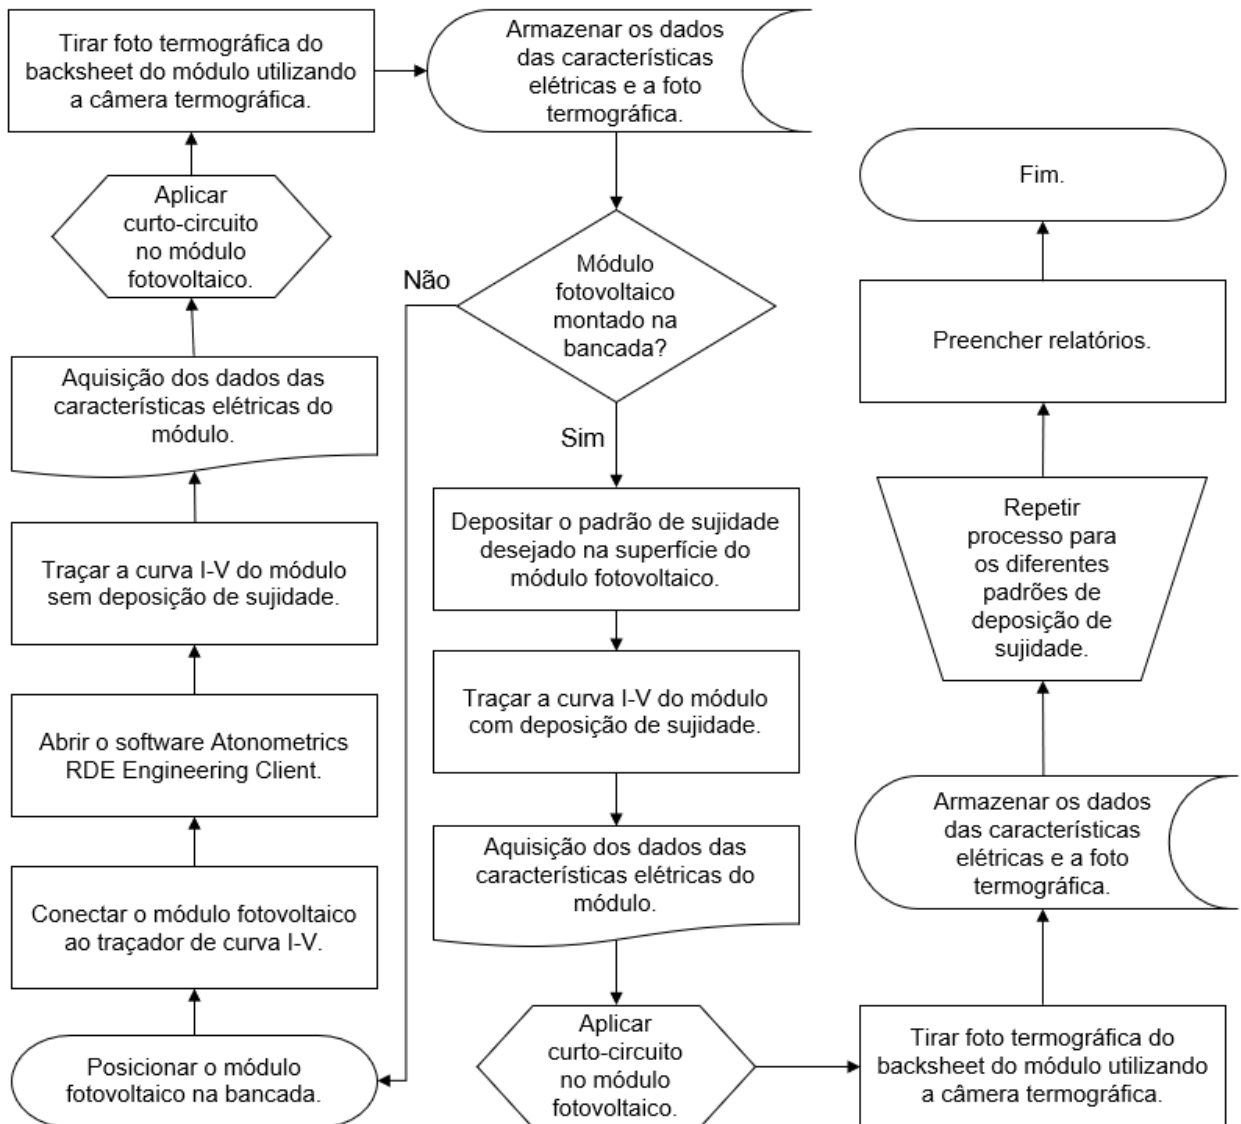 Tirar foto termográfica do
backsheet do módulo utilizando
a câmera termográfica.
Armazenar os dados
das características
elétricas e a foto
termográfica.
Aplicar
curto-circuito
no módulo
fotovoltaico.
Aquisição dos dados das
características elétricas do
módulo.
Traçar a curva I-V do módulo
sem deposição de sujidade.
Abrir o software Atonometrics
RDE Engineering Client.
Conectar o módulo fotovoltaico
ao traçador de curva I-V.
Posicionar o módulo
fotovoltaico na bancada.
Não
Módulo
fotovoltaico
montado na
bancada?
Sim
Depositar o padrão de sujidade
desejado na superfície do
módulo fotovoltaico.
Traçar a curva I-V do módulo
com deposição de sujidade.
Aquisição dos dados das
características elétricas do
módulo.
Aplicar
curto-circuito
no módulo
fotovoltaico.
Fim.
Preencher relatórios.
Repetir
processo para
os diferentes
padrões de
deposição de
sujidade.
Armazenar os dados
das características
elétricas e a foto
termográfica.
Tirar foto termográfica do
backsheet do módulo utilizando
a câmera termográfica.